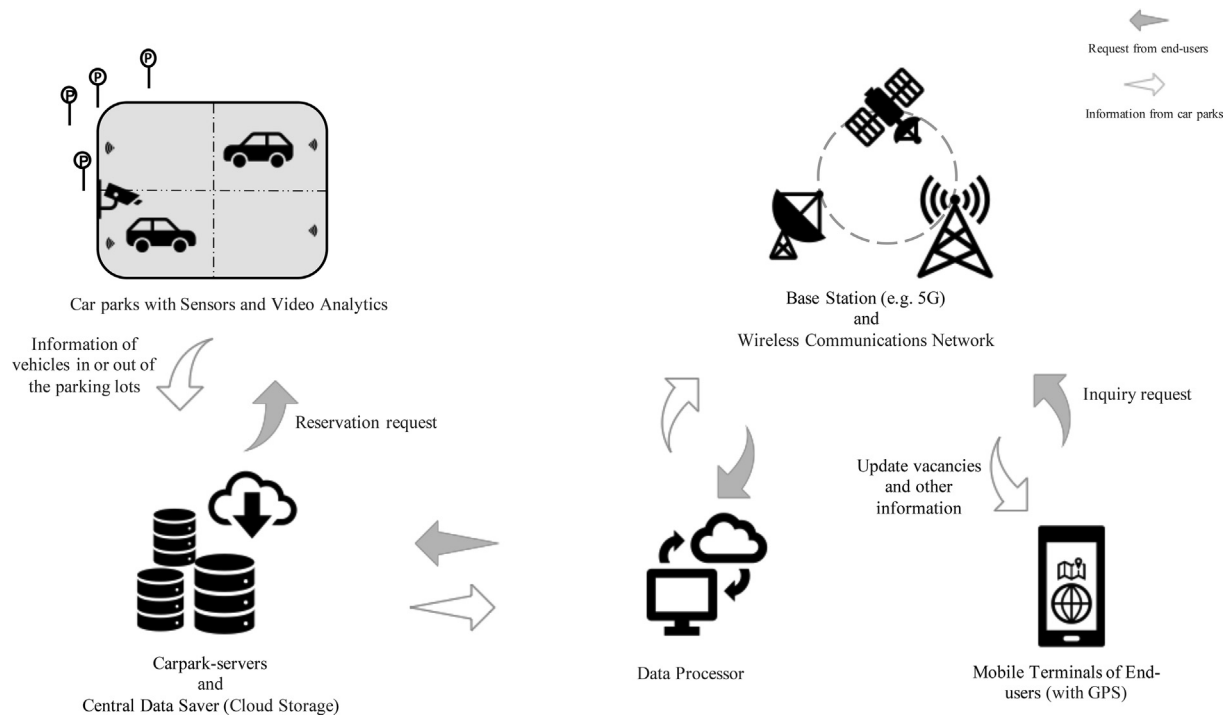 P
P
P
P
Request from end-users
Information from car parks
Car parks with Sensors and Video Analytics
Base Station (e.g. 5G)
and
Wireless Communications Network
Information of
vehicles in or out of
the parking lots
Reservation request
Inquiry request
Update vacancies
and other
information
Carpark-servers
and
Central Data Saver (Cloud Storage)
Data Processor
Mobile Terminals of End-
users (with GPS)